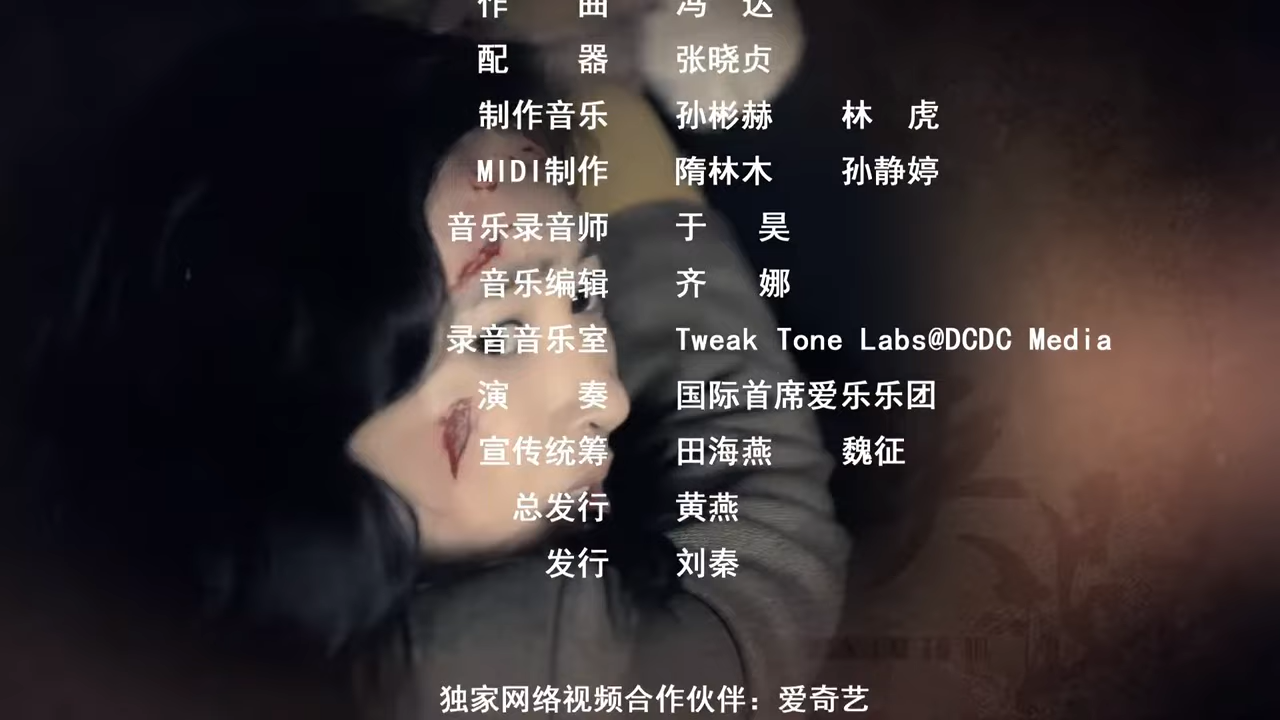 作曲 冯达
配器 张晓贞
制作音乐 孙彬赫 林虎
MIDI制作 隋林木 孙静婷
音乐录音师 于昊
音乐编辑 齐娜
录音音乐室 Tweak Tone Labs@DCDC Media
演奏 国际首席爱乐乐团
宣传统筹 田海燕 魏征
总发行 黄燕
发行 刘秦
独家网络视频合作伙伴：爱奇艺